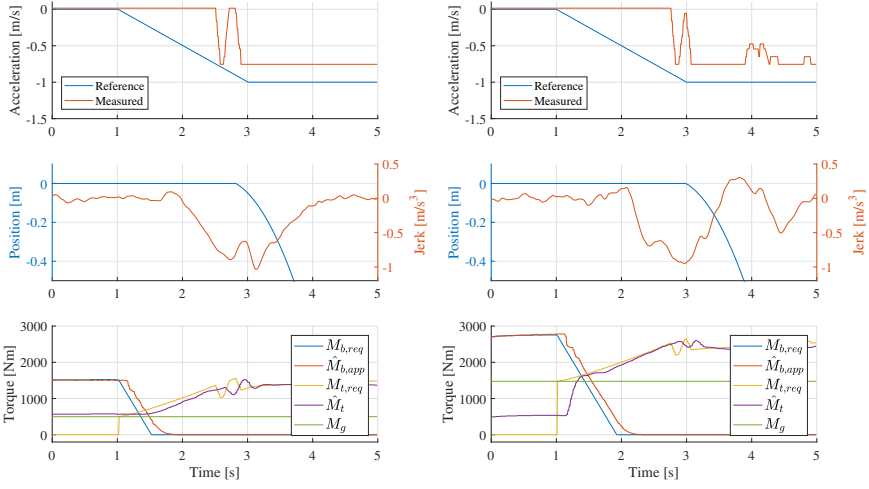 Acceleration [m/s]
0
-0.5
-1
-1.5
Reference
Measured
0 1 2 3 4 5
Acceleration [m/s]
0
-0.5
-1
-1.5
Reference
Measured
0 1 2 3 4 5
Position [m]
0
-0.2
-0.4
0.5
0
-0.5
-1
Jerk [m/s³]
0 1 2 3 4 5
Position [m]
0
-0.2
-0.4
0.5
0
-0.5
-1
Jerk [m/s³]
0 1 2 3 4 5
Torque [Nm]
3000
2000
1000
0
M_{b,req}
M̂_{b,app}
M_{t,req}
M̂_t
M_g
0 1 2 3 4 5
Time [s]
Torque [Nm]
3000
2000
1000
0
M_{b,req}
M̂_{b,app}
M_{t,req}
M̂_t
M_g
0 1 2 3 4 5
Time [s]